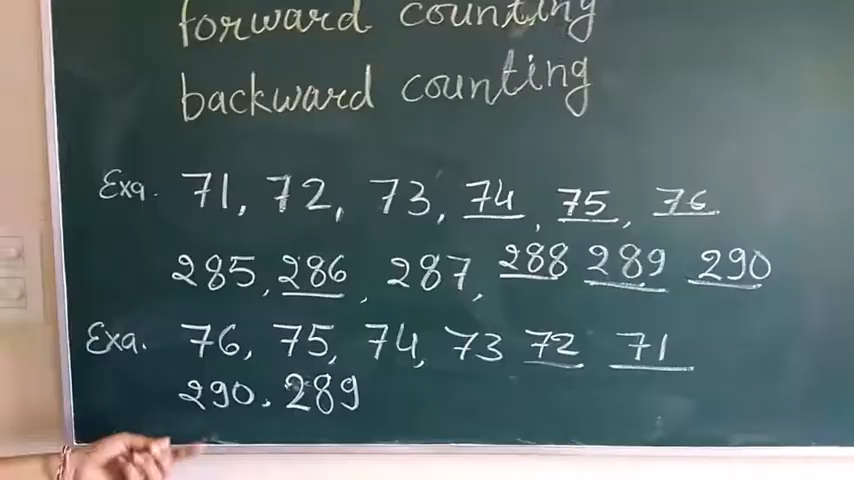 forward counting
backward counting
Exa. 71, 72, 73, 74, 75, 76
285, 286, 287, 288 289 290
Exa. 76, 75, 74, 73 72 71
290. 289